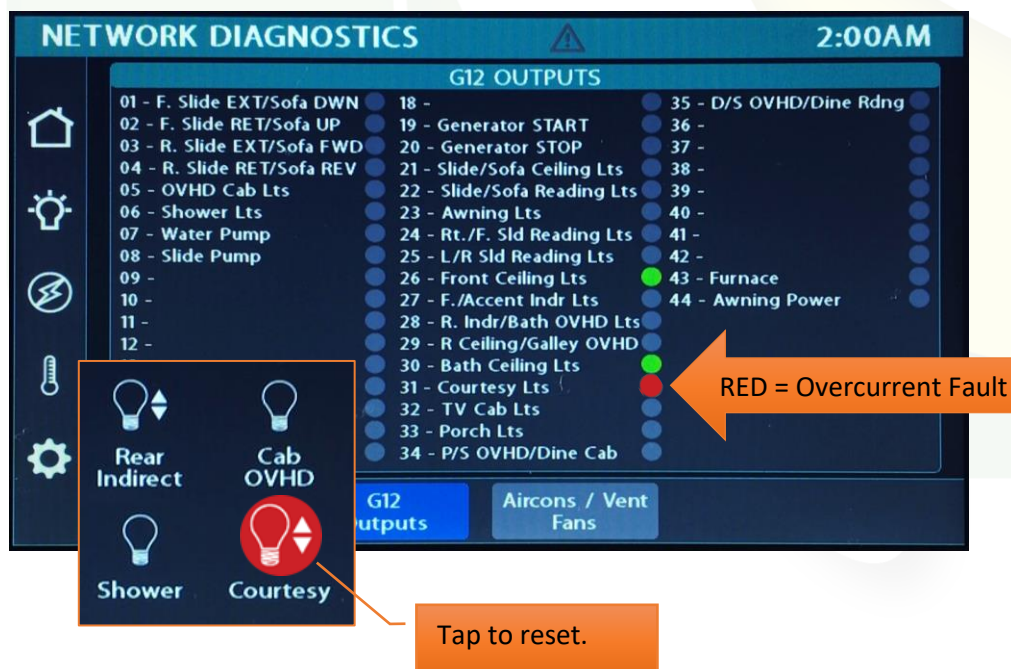 NETWORK DIAGNOSTICS
2:00AM
G12 OUTPUTS
01 - F. Slide EXT/Sofa DWN
02 - F. Slide RET/Sofa UP
03 - R. Slide EXT/Sofa FWD
04 - R. Slide RET/Sofa REV
05 - OVHD Cab Lts
06 - Shower Lts
07 - Water Pump
08 - Slide Pump
09 -
10 -
11 -
12 -
18 -
19 - Generator START
20 - Generator STOP
21 - Slide/Sofa Ceiling Lts
22 - Slide/Sofa Reading Lts
23 - Awning Lts
24 - Rt./F. Sld Reading Lts
25 - L/R Sld Reading Lts
26 - Front Ceiling Lts
27 - F./Accent Indr Lts
28 - R. Indr/Bath OVHD Lts
29 - R Ceiling/Galley OVHD
30 - Bath Ceiling Lts
31 - Courtesy Lts
32 - TV Cab Lts
33 - Porch Lts
34 - P/S OVHD/Dine Cab
35 - D/S OVHD/Dine Rdng
36 -
37 -
38 -
39 -
40 -
41 -
42 -
43 - Furnace
44 - Awning Power
RED = Overcurrent Fault
Rear
Indirect
Cab
OVHD
Shower
Courtesy
G12
utputs
Aircons / Vent
Fans
Tap to reset.